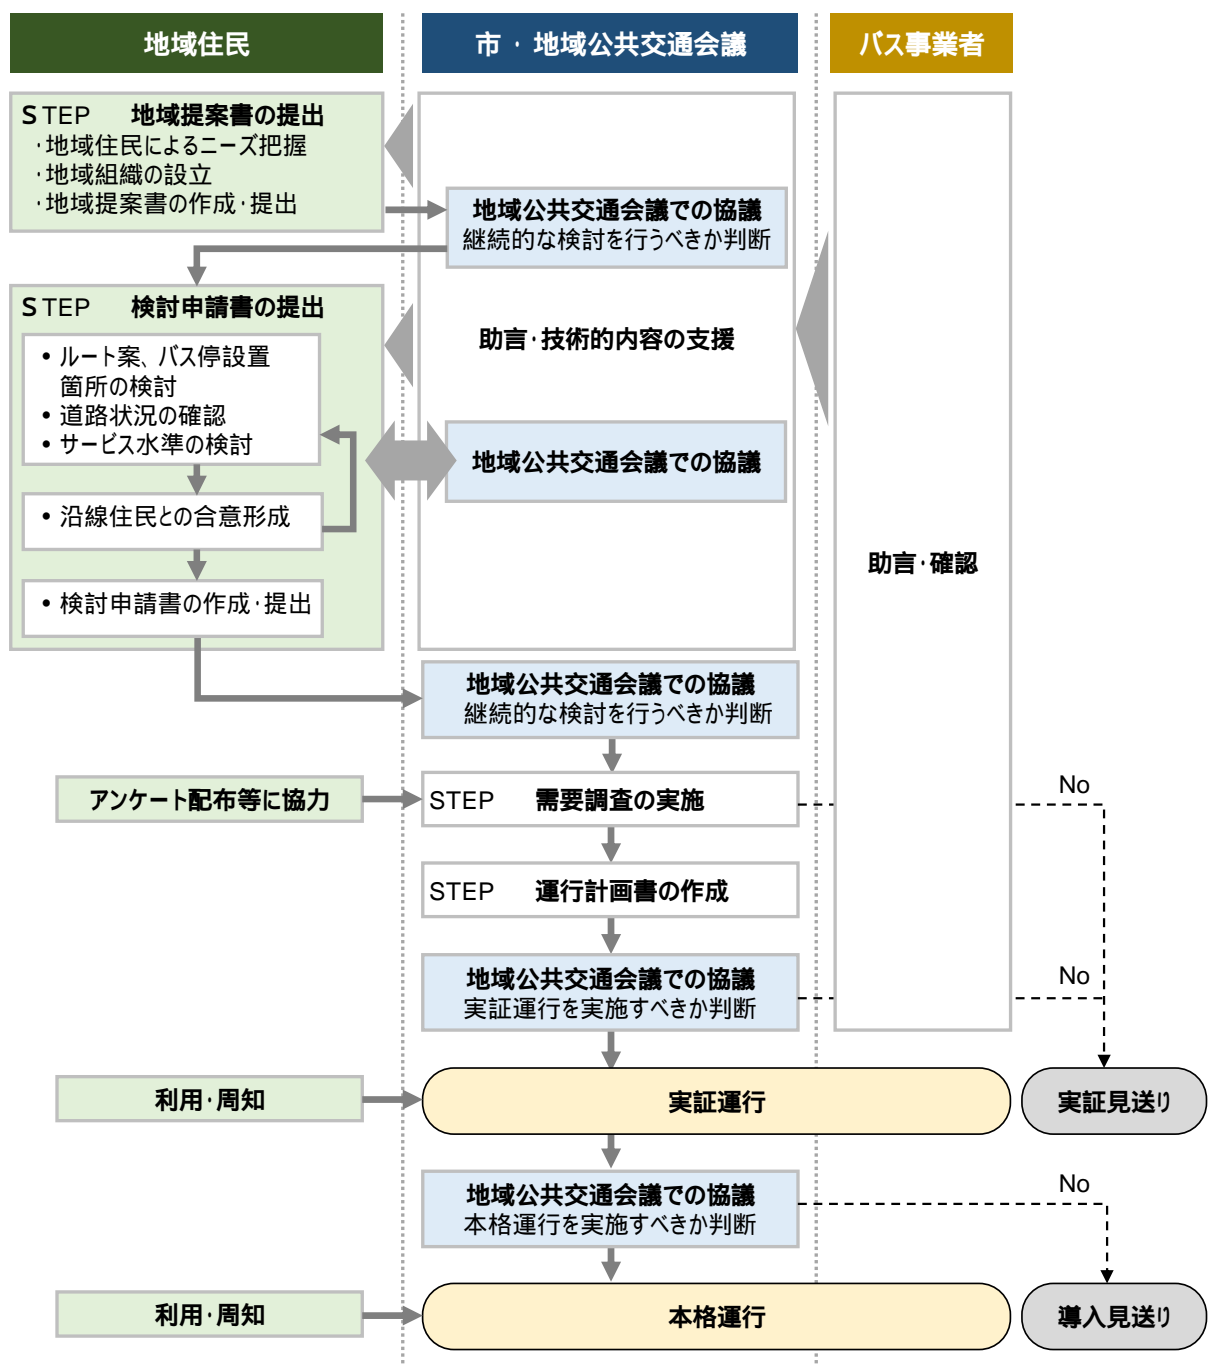 地域住民
市・地域公共交通会議
バス事業者
STEP 地域提案書の提出
・地域住民によるニーズ把握
・地域組織の設立
・地域提案書の作成・提出
地域公共交通会議での協議
継続的な検討を行うべきか判断
STEP 検討申請書の提出
• ルート案、バス停設置
箇所の検討
• 道路状況の確認
• サービス水準の検討
• 沿線住民との合意形成
• 検討申請書の作成・提出
助言・技術的内容の支援
地域公共交通会議での協議
助言・確認
地域公共交通会議での協議
継続的な検討を行うべきか判断
アンケート配布等に協力
STEP 需要調査の実施
No
STEP 運行計画書の作成
地域公共交通会議での協議
実証運行を実施すべきか判断
No
利用・周知
実証運行
実証見送り
地域公共交通会議での協議
本格運行を実施すべきか判断
No
利用・周知
本格運行
導入見送り